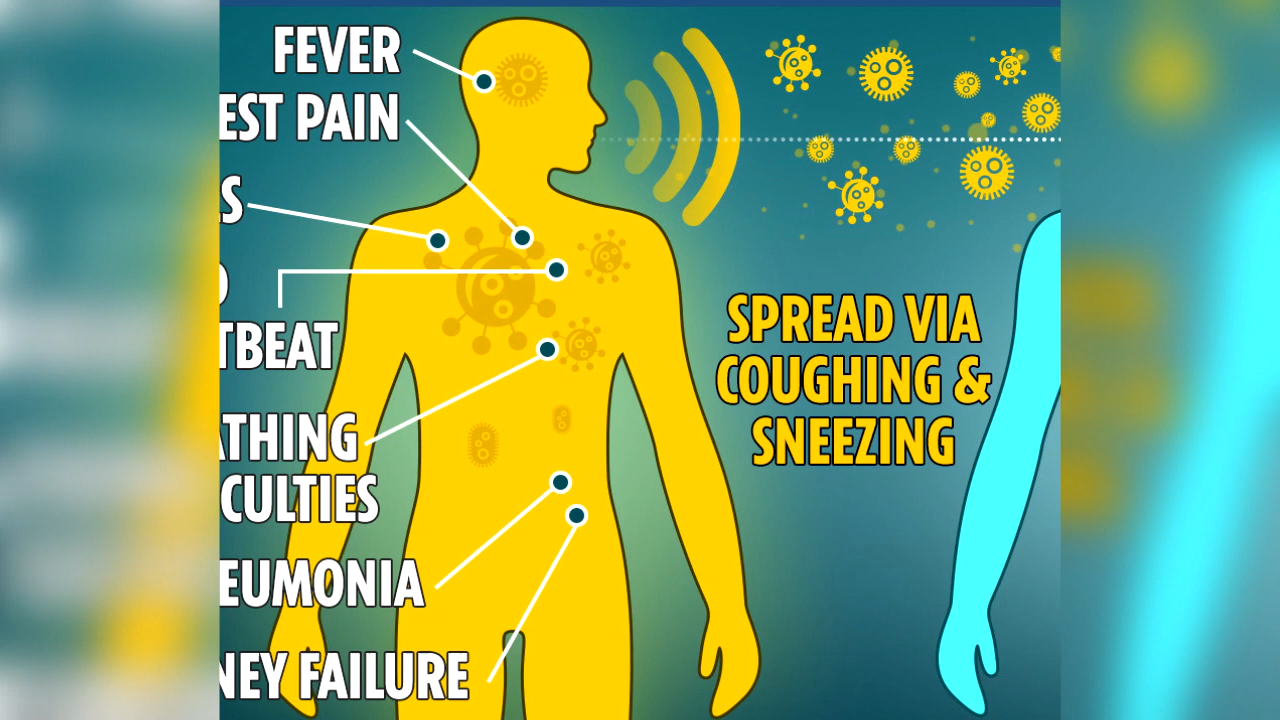 FEVER
EST PAIN
S
TBEAT
ATHING
CULTIES
EUMONIA
NEY FAILURE
SPREAD VIA
COUGHING &
SNEEZING